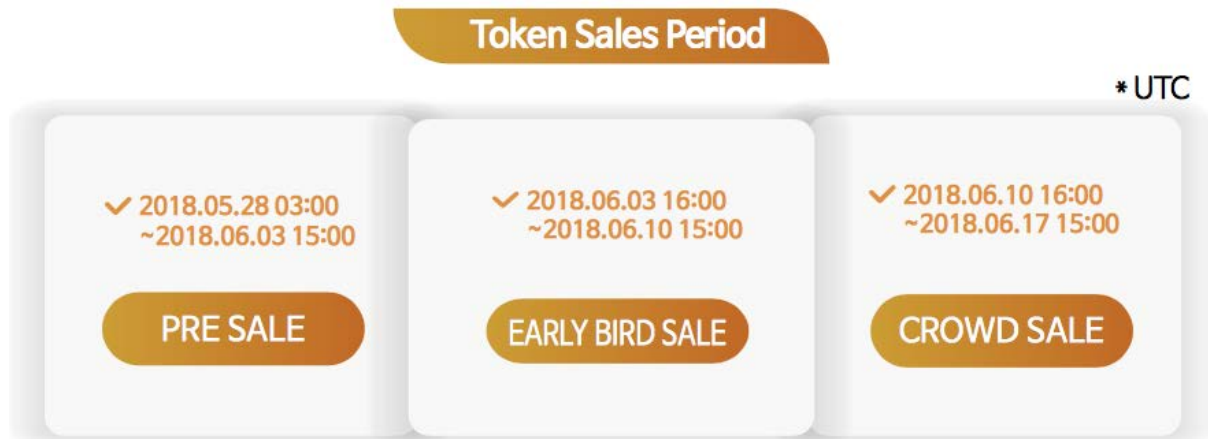 Token Sales Period
* UTC
✓ 2018.05.28 03:00
~2018.06.03 15:00
PRE SALE
✓ 2018.06.03 16:00
~2018.06.10 15:00
EARLY BIRD SALE
✓ 2018.06.10 16:00
~2018.06.17 15:00
CROWD SALE